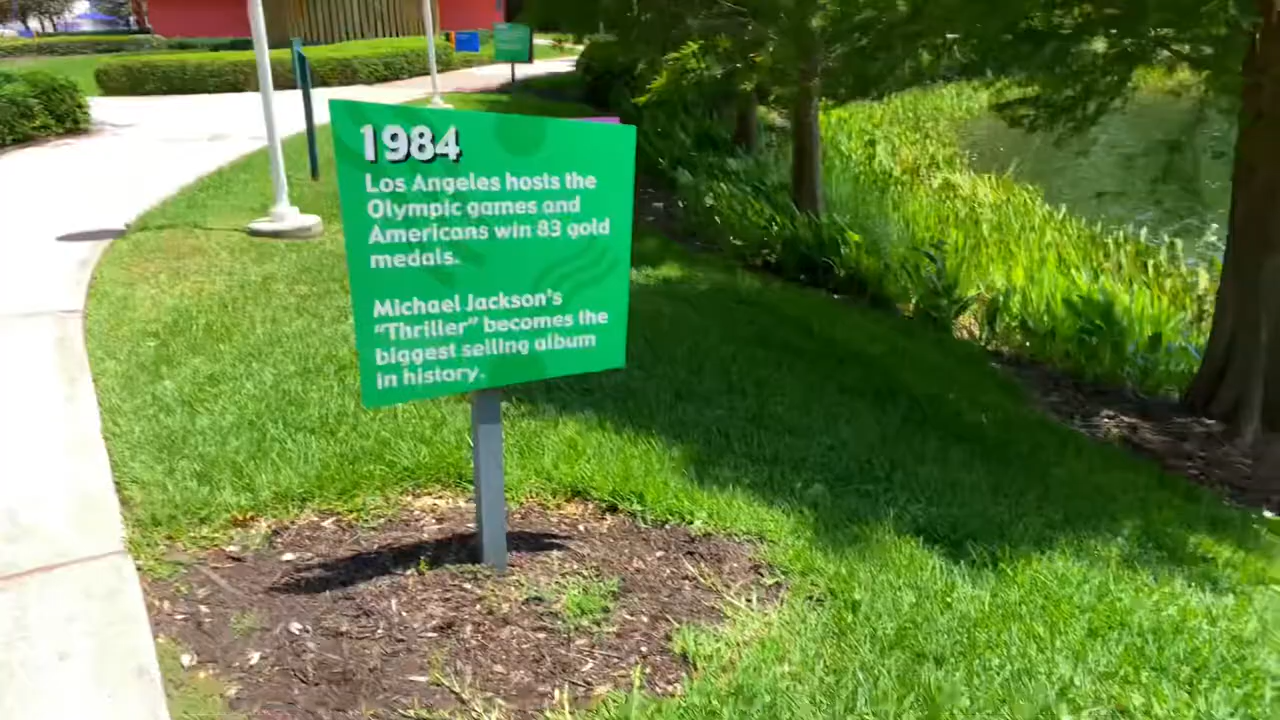 1984
Los Angeles hosts the
Olympic games and
Americans win 83 gold
medals.
Michael Jackson's
"Thriller" becomes the
biggest selling album
in history.